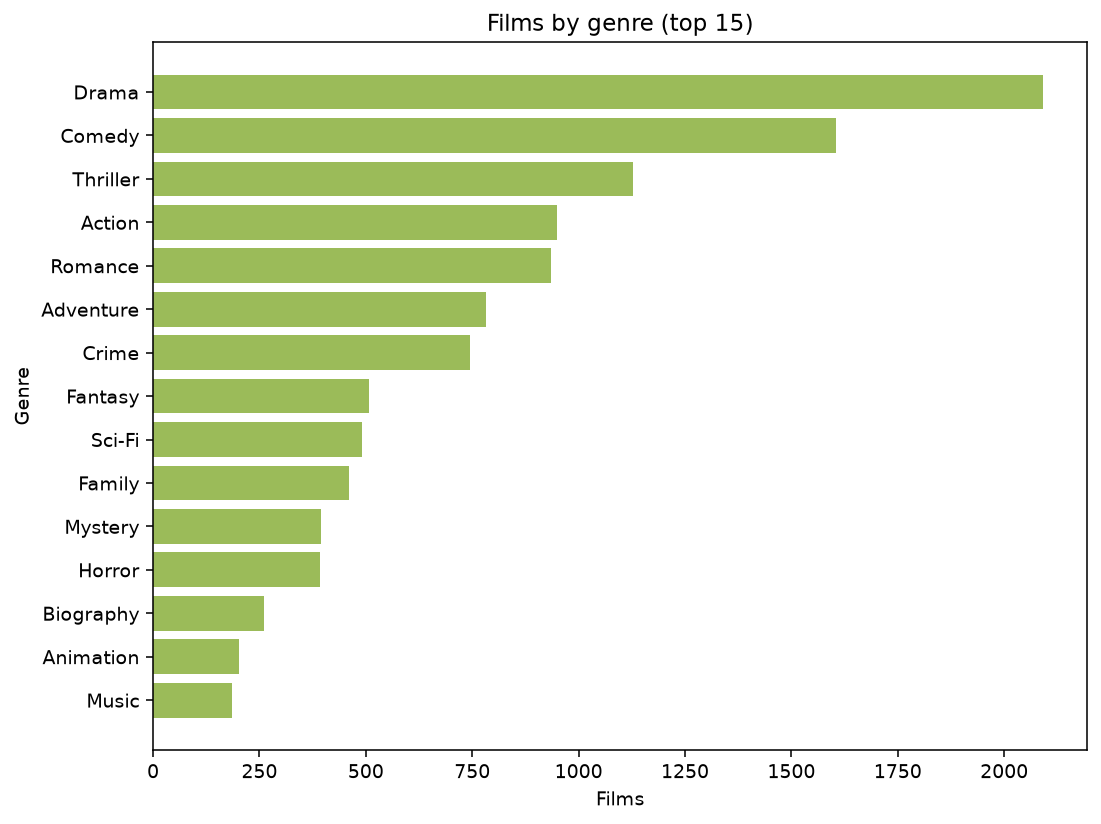 Films by genre (top 15)
Genre
Drama
Comedy
Thriller
Action
Romance
Adventure
Crime
Fantasy
Sci-Fi
Family
Mystery
Horror
Biography
Animation
Music
0 250 500 750 1000 1250 1500 1750 2000
Films